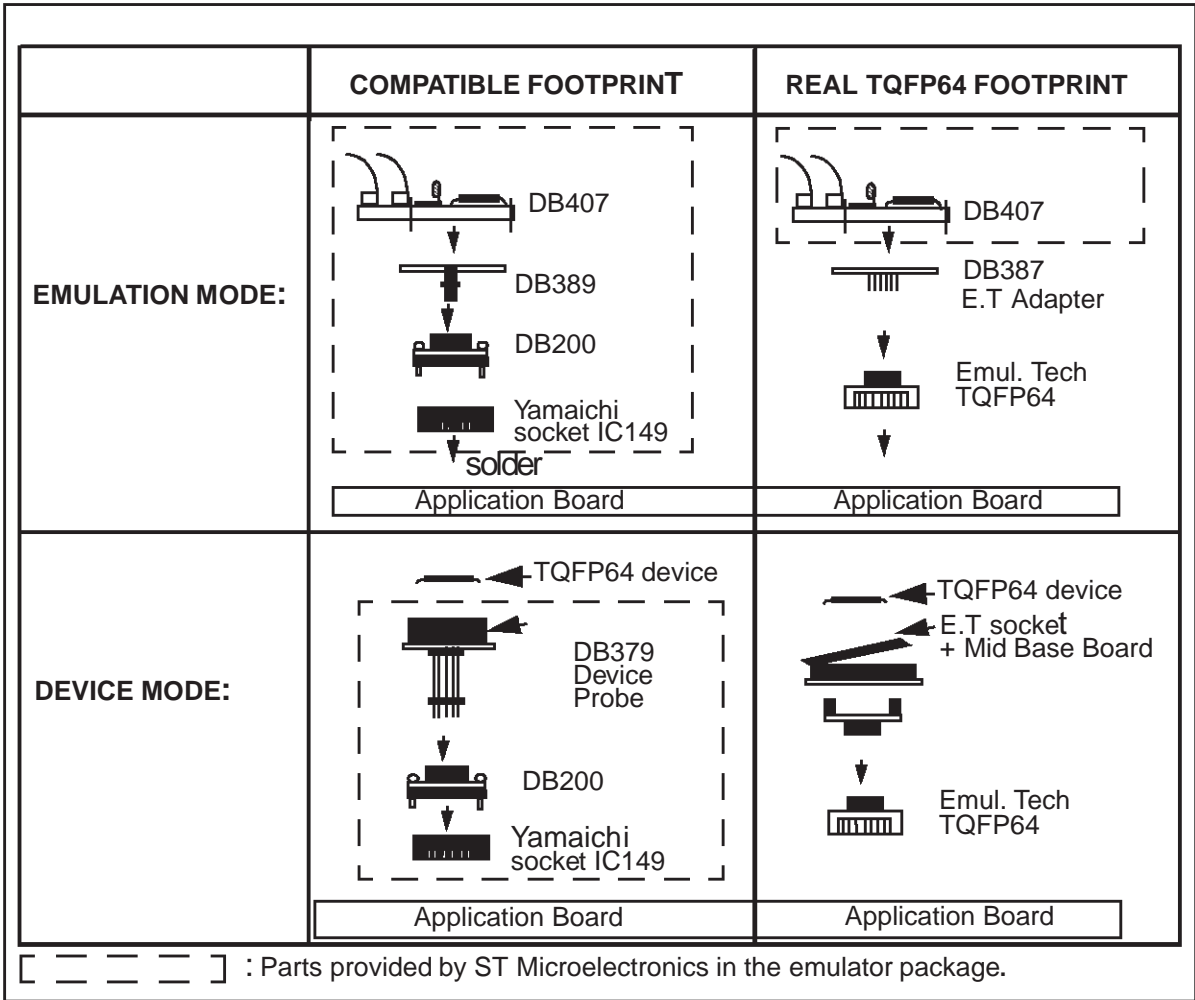 COMPATIBLE FOOTPRINT
REAL TQFP64 FOOTPRINT
EMULATION MODE:
DB407
DB389
DB200
Yamaichi
socket IC149
solder
Application Board
DB407
DB387
E.T Adapter
Emul. Tech
TQFP64
Application Board
DEVICE MODE:
TQFP64 device
DB379
Device
Probe
DB200
Yamaichi
socket IC149
Application Board
TQFP64 device
E.T socket
+ Mid Base Board
Emul. Tech
TQFP64
Application Board
: Parts provided by ST Microelectronics in the emulator package.